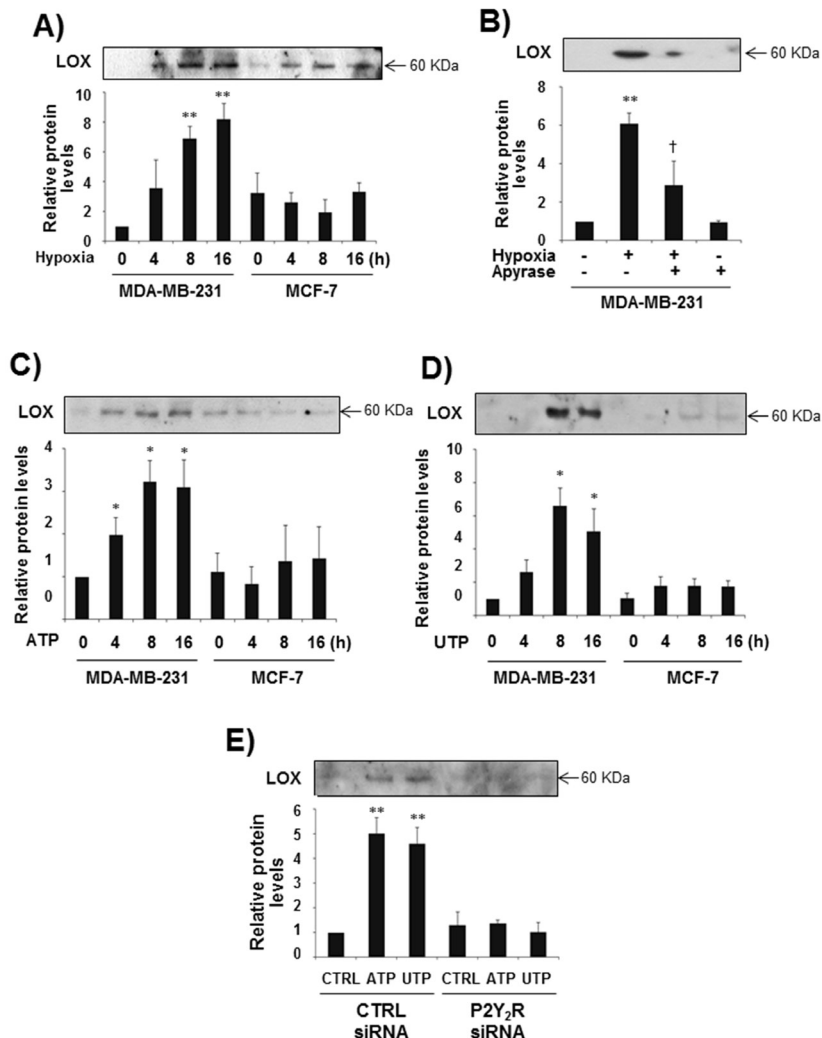 A)
LOX
60 KDa
Relative protein
levels
10
8
6
4
2
0
** **
Hypoxia 0 4 8 16 0 4 8 16 (h)
MDA-MB-231 MCF-7
B)
LOX
60 KDa
Relative protein
levels
8
6
4
2
0
**
†
Hypoxia - + + -
Apyrase - - + +
MDA-MB-231
C)
LOX
60 KDa
Relative protein levels
4
3
2
1
0
* * *
ATP 0 4 8 16 0 4 8 16 (h)
MDA-MB-231 MCF-7
D)
LOX
60 KDa
Relative protein levels
10
8
6
4
2
0
* *
UTP 0 4 8 16 0 4 8 16 (h)
MDA-MB-231 MCF-7
E)
LOX
60 KDa
Relative protein
levels
6
5
4
3
2
1
0
** **
CTRL ATP UTP CTRL ATP UTP
CTRL P2Y₂R
siRNA siRNA